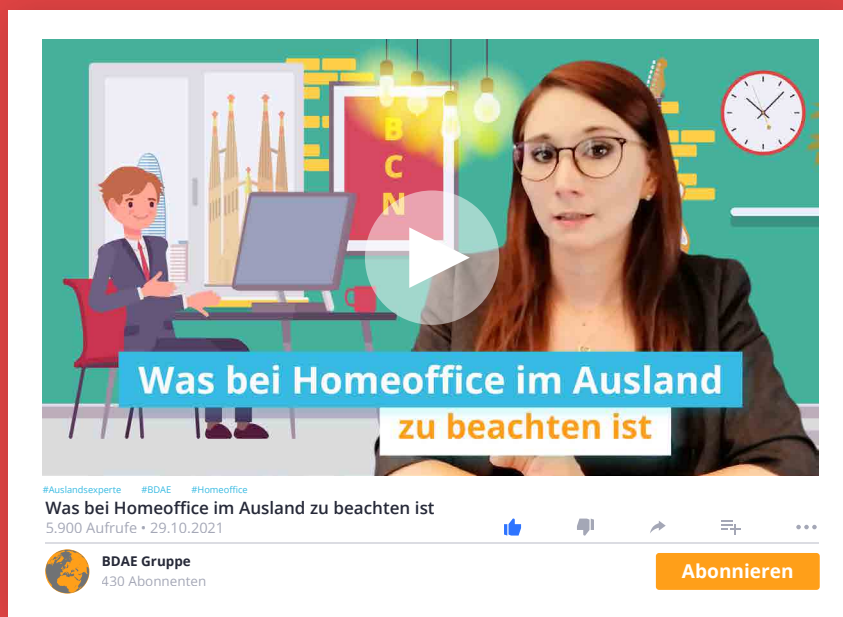 B
C
N
Was bei Homeoffice im Ausland
zu beachten ist
#Auslandsexperte #BDAE #Homeoffice
Was bei Homeoffice im Ausland zu beachten ist
5.900 Aufrufe • 29.10.2021
BDAE Gruppe
430 Abonnenten
Abonnieren